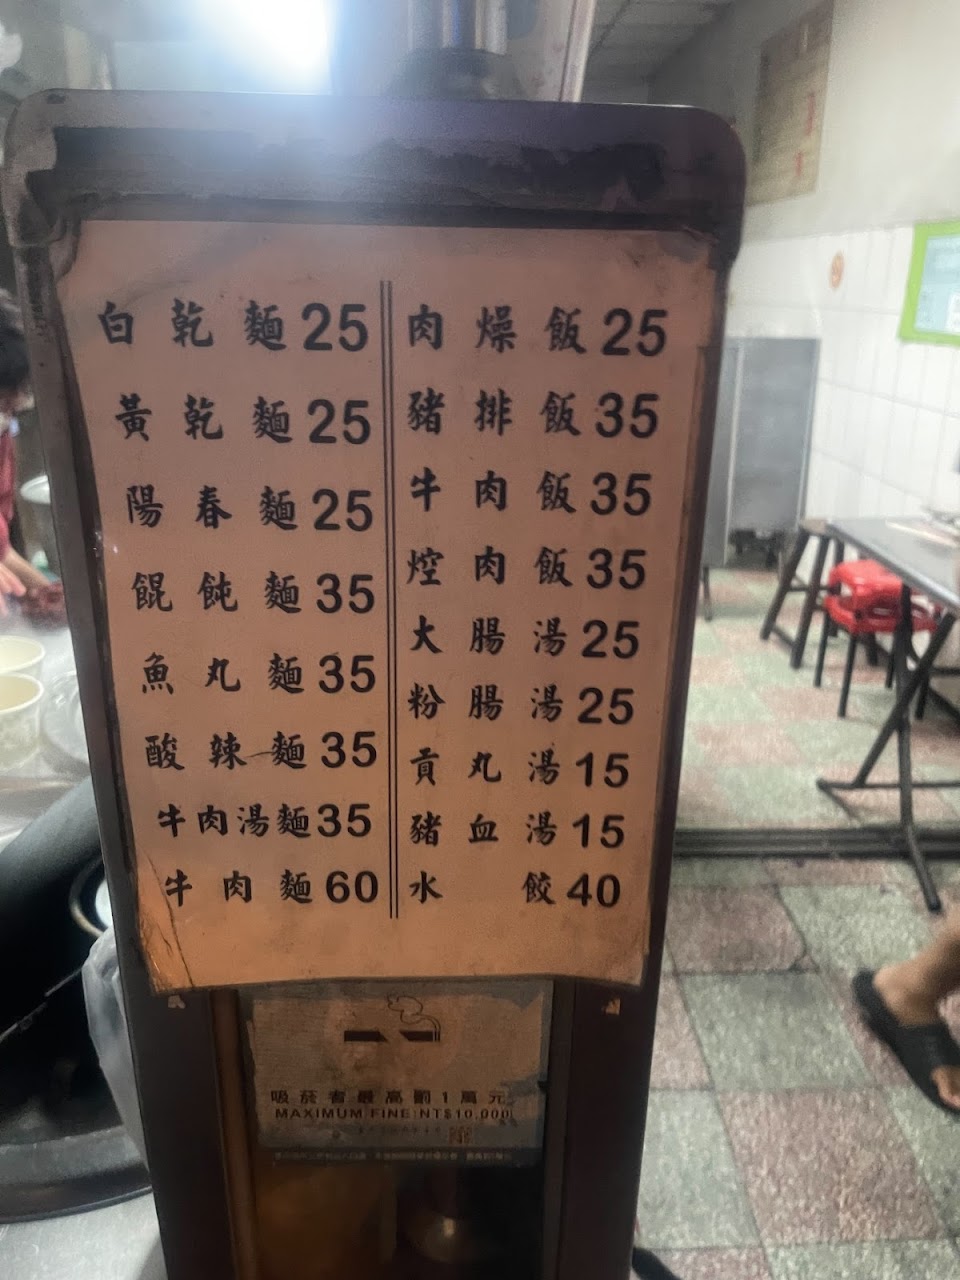 白乾麵25
黃乾麵25
陽春麵25
餛飩麵35
魚丸麵35
酸辣麵35
牛肉湯麵35
牛肉麵60
肉燥飯25
豬排飯35
牛肉飯35
焢肉飯35
大腸湯25
粉腸湯25
貢丸湯15
豬血湯15
水餃40
吸菸者最高罰1萬元
MAXIMUM FINE:NT$10,000